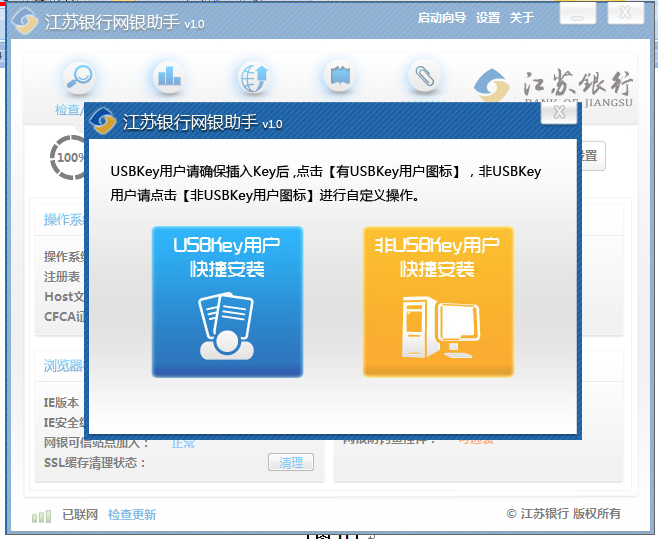 江苏银行网银助手 v1.0
启动向导 设置 关于
江苏银行
BANK OF JIANGSU
检查
100%
江苏银行网银助手 v1.0
USBKey用户请确保插入Key后 ,点击【有USBKey用户图标】，非USBKey
用户请点击【非USBKey用户图标】进行自定义操作。
USBKey用户
快捷安装
非USBKey用户
快捷安装
操作系
操作系
注册表
Host文
CFCA证
浏览器
IE版本
IE安全
网银可信站点加入： 正常
SSL缓存清理状态：
清理
已联网 检查更新
© 江苏银行 版权所有